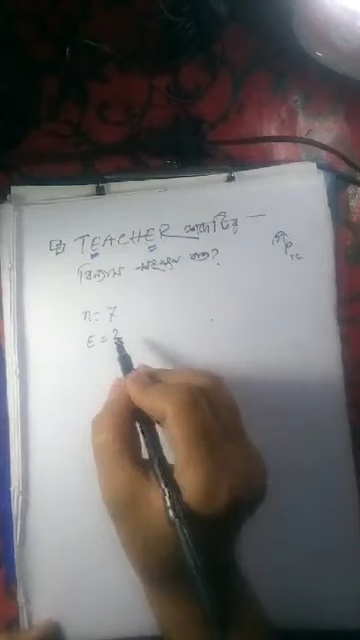 TEACHER শব্দটির
বিন্যাস সংখ্যা কত?
n = 7
E = 2